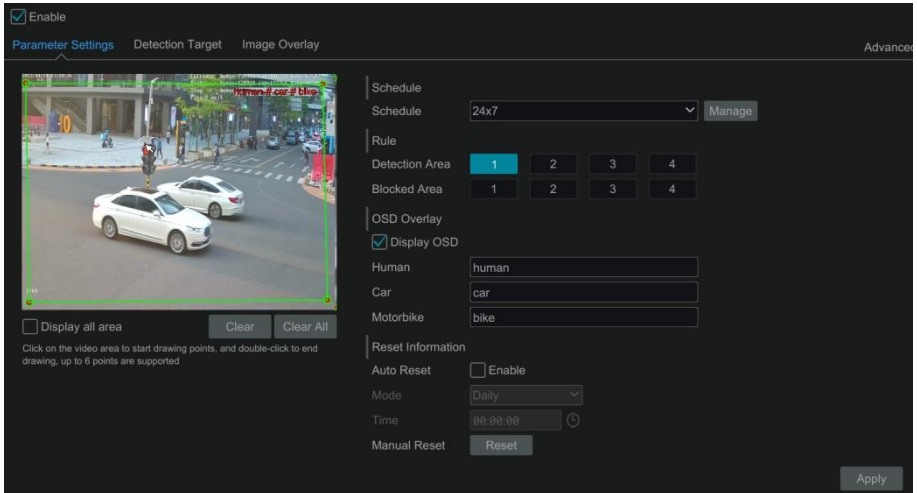 Enable
Parameter Settings Detection Target Image Overlay Advanced
human-# car-# bike-
10
Schedule
Schedule 24x7 Manage
Rule
Detection Area 1 2 3 4
Blocked Area 1 2 3 4
OSD Overlay
Display OSD
Human human
Car car
Motorbike bike
Display all area Clear Clear All
Click on the video area to start drawing points, and double-click to end
drawing, up to 6 points are supported
Reset Information
Auto Reset Enable
Mode Daily
Time 00:00:00
Manual Reset Reset
Apply